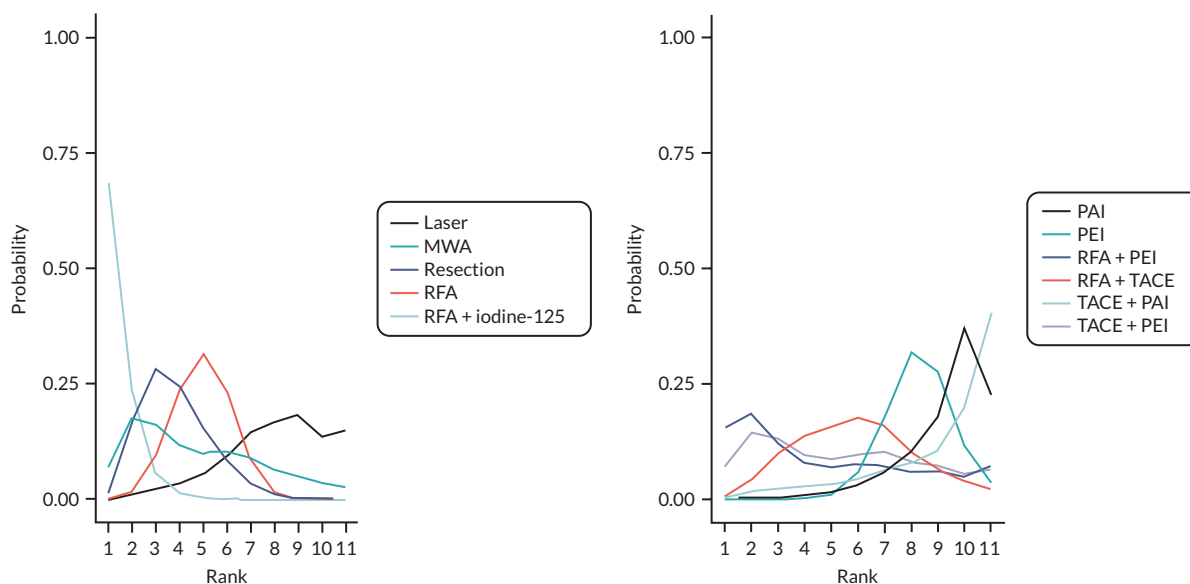 1.00
0.75
0.50
0.25
0.00
Probability
1 2 3 4 5 6 7 8 9 10 11
Rank
Laser
MWA
Resection
RFA
RFA + iodine-125
1.00
0.75
0.50
0.25
0.00
Probability
1 2 3 4 5 6 7 8 9 10 11
Rank
PAI
PEI
RFA + PEI
RFA + TACE
TACE + PAI
TACE + PEI